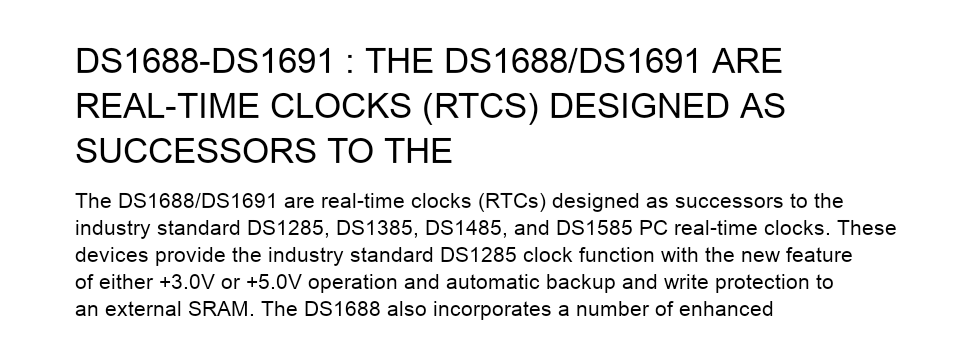 DS1688-DS1691 : THE DS1688/DS1691 ARE
REAL-TIME CLOCKS (RTCS) DESIGNED AS
SUCCESSORS TO THE
The DS1688/DS1691 are real-time clocks (RTCs) designed as successors to the
industry standard DS1285, DS1385, DS1485, and DS1585 PC real-time clocks. These
devices provide the industry standard DS1285 clock function with the new feature
of either +3.0V or +5.0V operation and automatic backup and write protection to
an external SRAM. The DS1688 also incorporates a number of enhanced